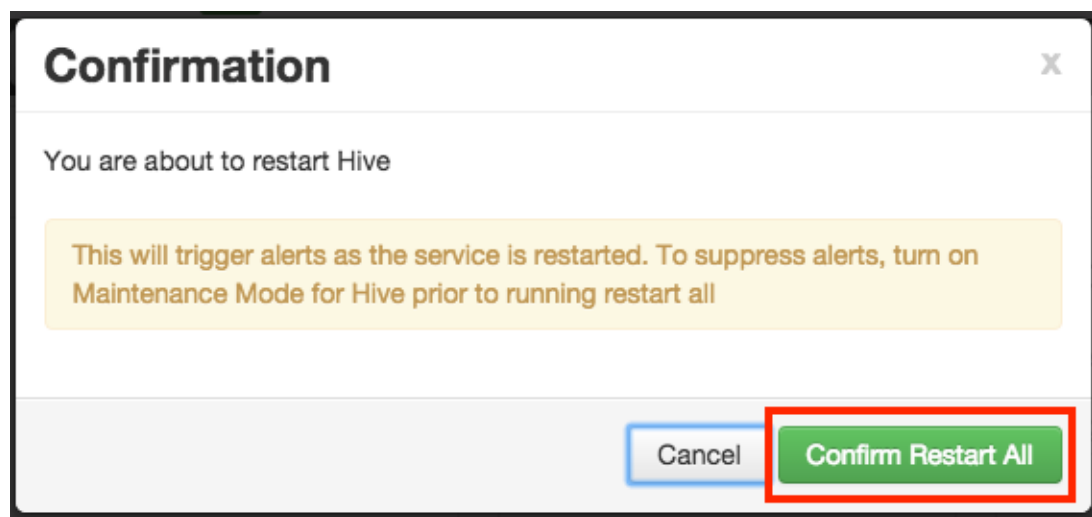 Confirmation
x
You are about to restart Hive
This will trigger alerts as the service is restarted. To suppress alerts, turn on
Maintenance Mode for Hive prior to running restart all
Cancel
Confirm Restart All